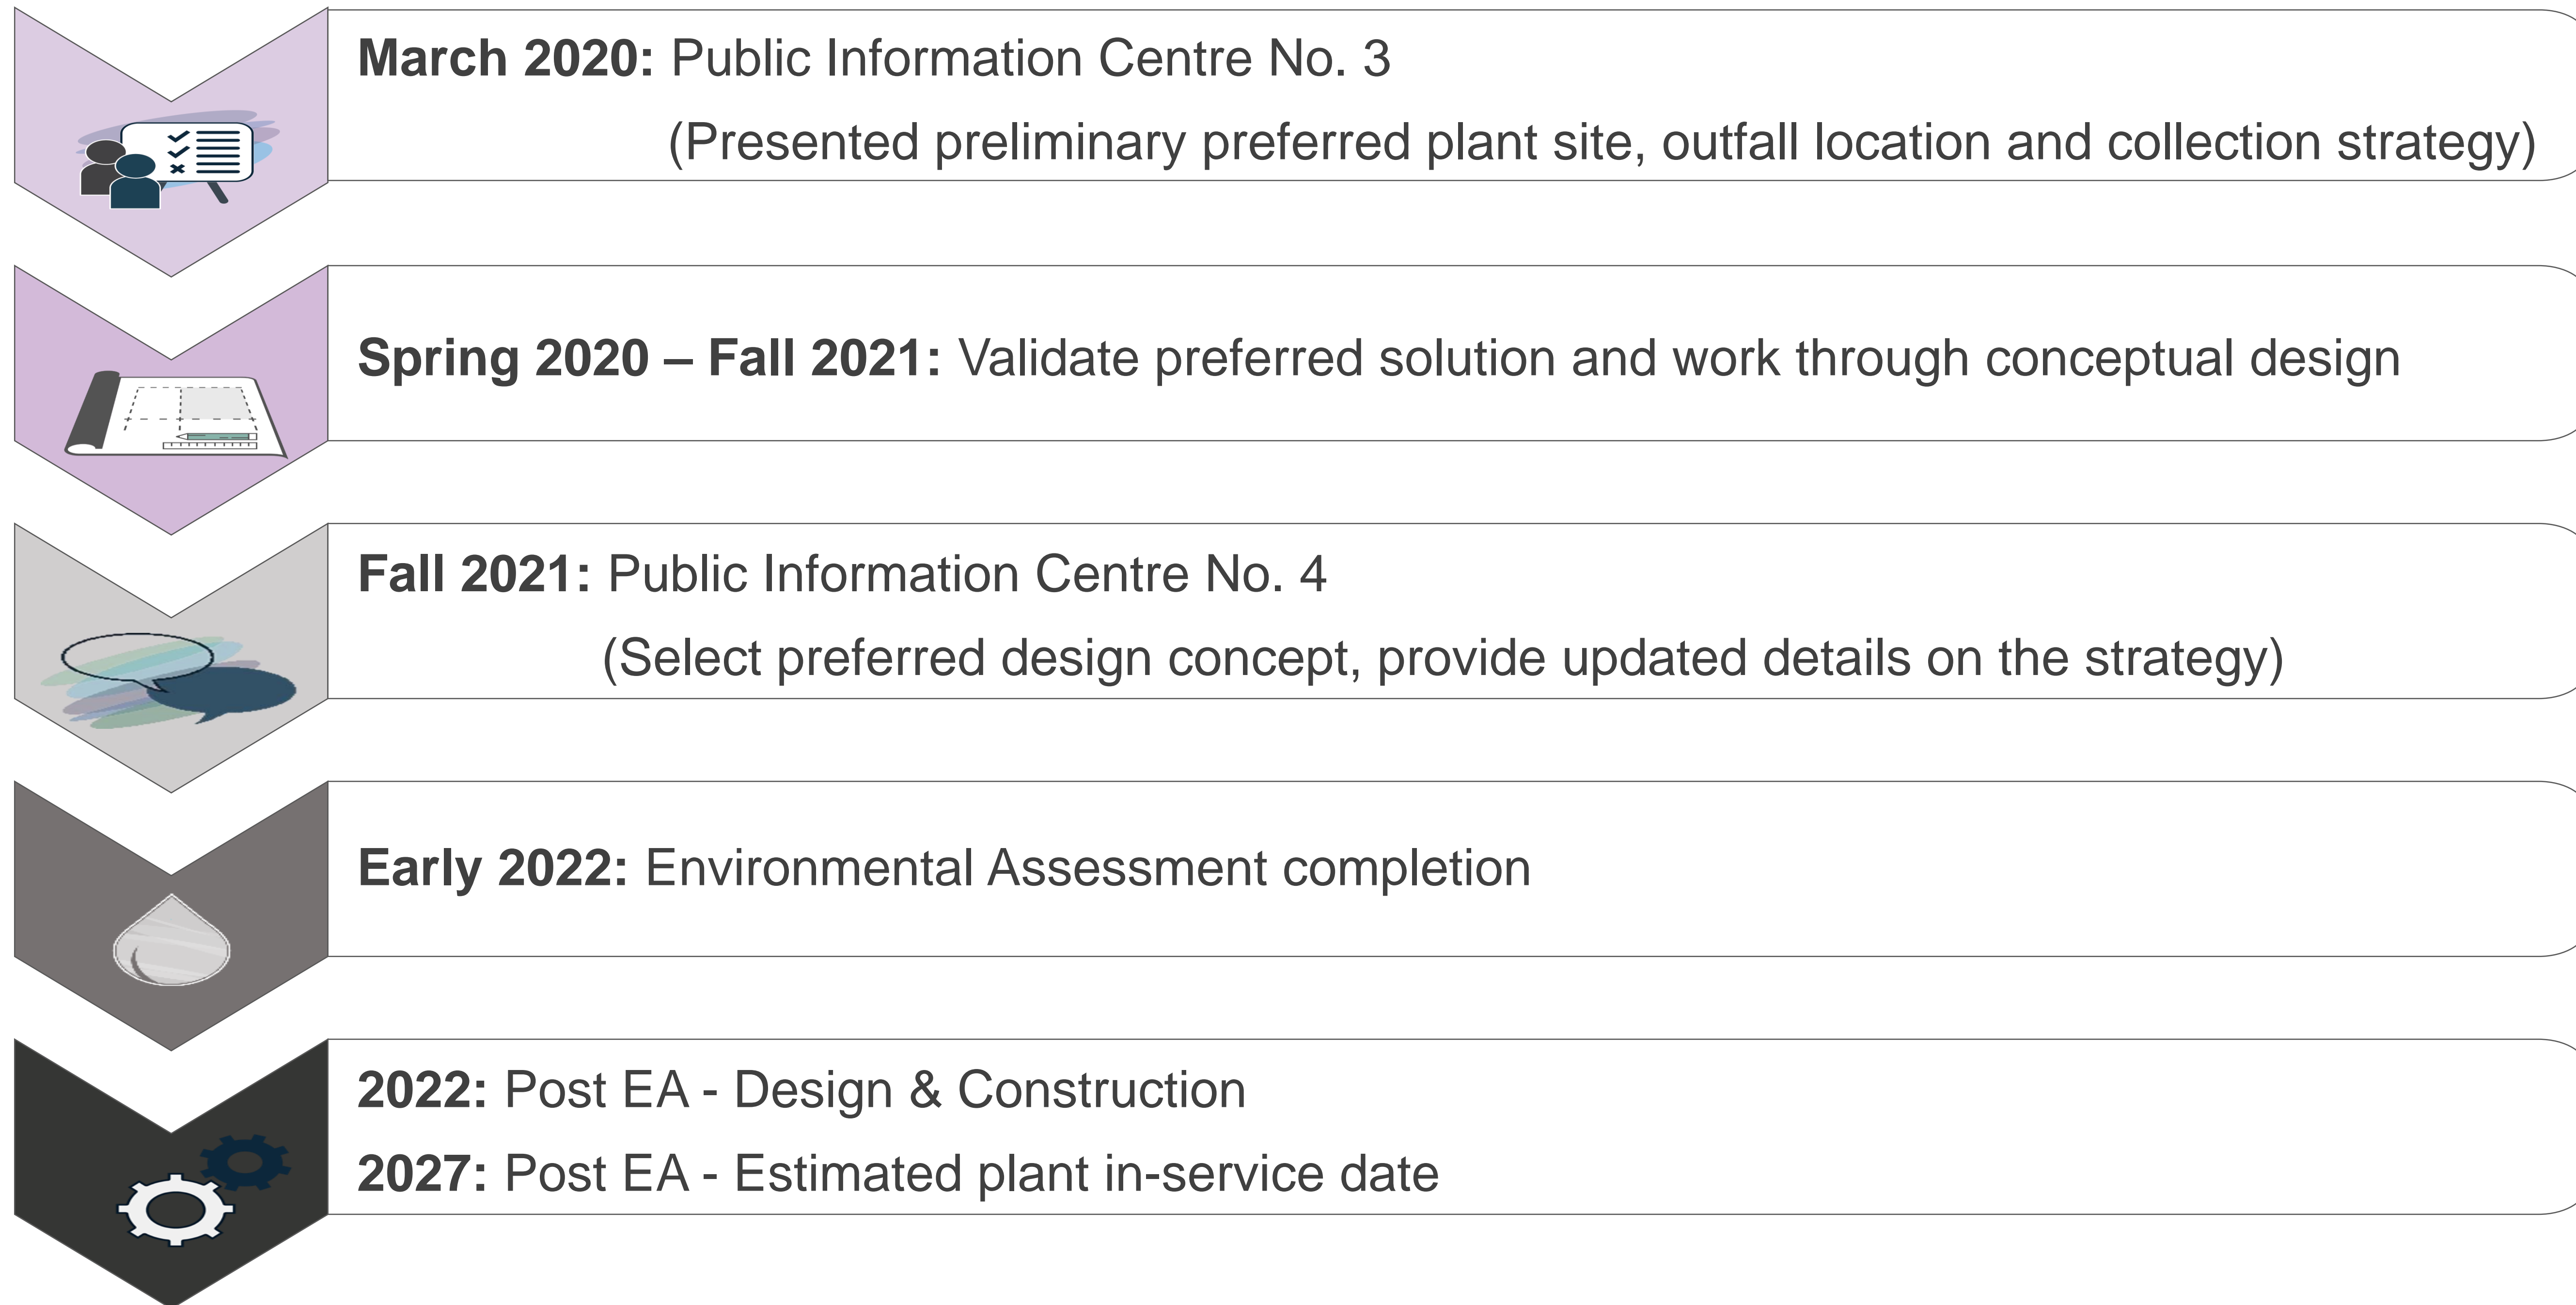 March 2020: Public Information Centre No. 3
(Presented preliminary preferred plant site, outfall location and collection strategy)
Spring 2020 – Fall 2021: Validate preferred solution and work through conceptual design
Fall 2021: Public Information Centre No. 4
(Select preferred design concept, provide updated details on the strategy)
Early 2022: Environmental Assessment completion
2022: Post EA - Design & Construction
2027: Post EA - Estimated plant in-service date